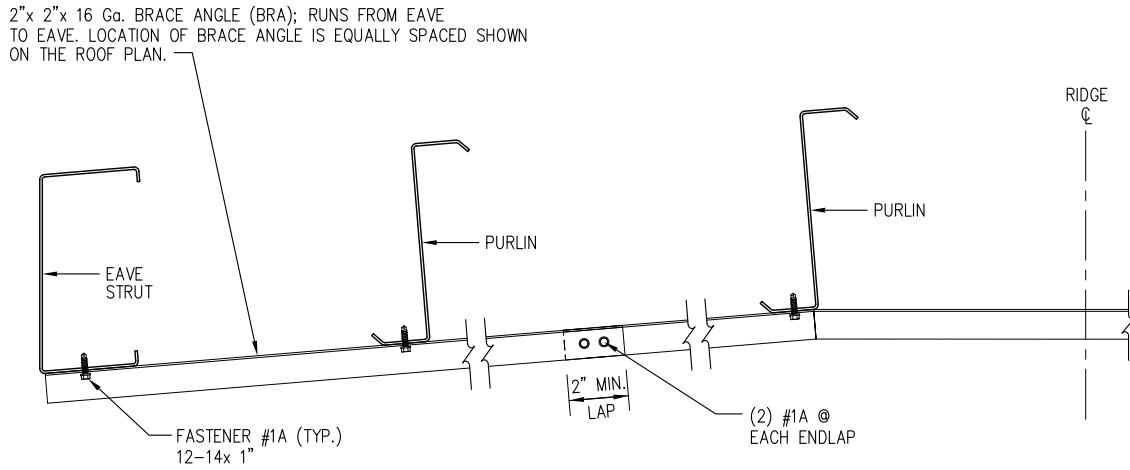 2"x 2"x 16 Ga. BRACE ANGLE (BRA); RUNS FROM EAVE
TO EAVE. LOCATION OF BRACE ANGLE IS EQUALLY SPACED SHOWN
ON THE ROOF PLAN.
RIDGE
℄
PURLIN
PURLIN
EAVE
STRUT
2" MIN.
LAP
(2) #1A @
EACH ENDLAP
FASTENER #1A (TYP.)
12-14x 1"